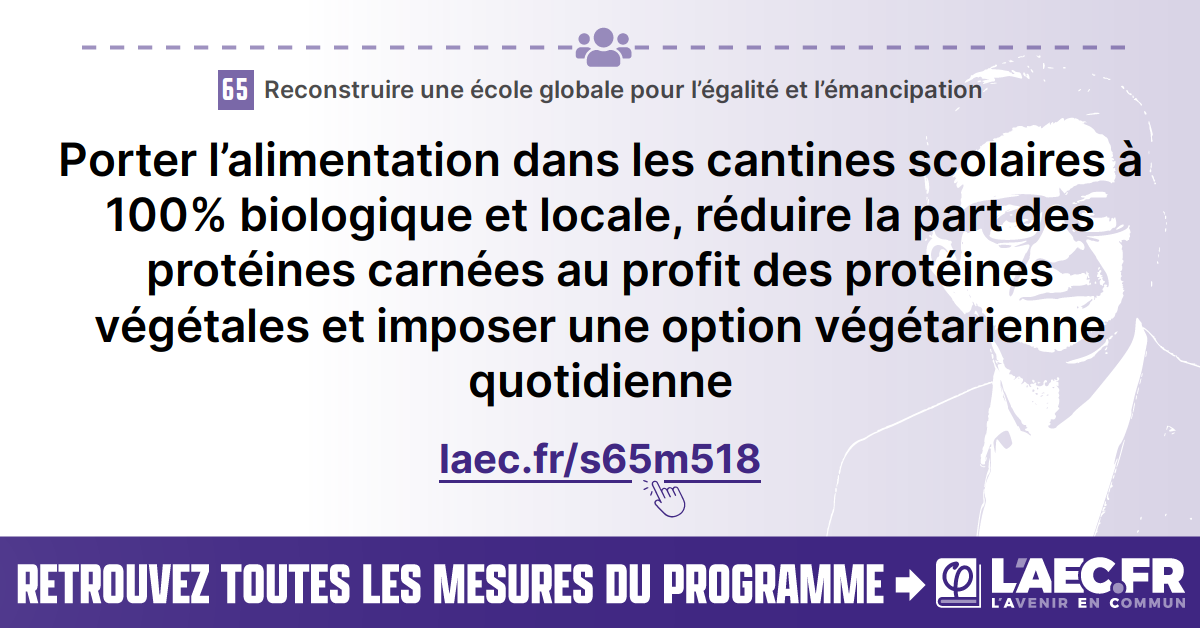 65 Reconstruire une école globale pour l’égalité et l’émancipation
Porter l’alimentation dans les cantines scolaires à
100% biologique et locale, réduire la part des
protéines carnées au profit des protéines
végétales et imposer une option végétarienne
quotidienne
laec.fr/s65m518
RETROUVEZ TOUTES LES MESURES DU PROGRAMME
L'AEC.FR
L'AVENIR EN COMMUN